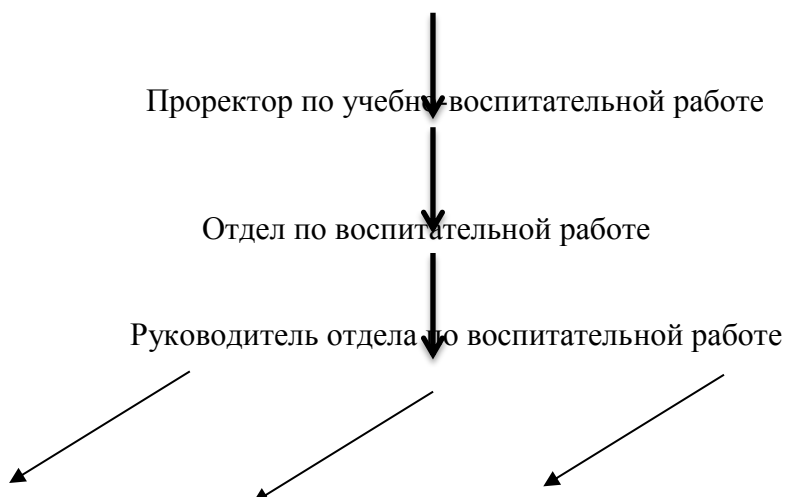 Проректор по учебно-воспитательной работе
Отдел по воспитательной работе
Руководитель отдела по воспитательной работе